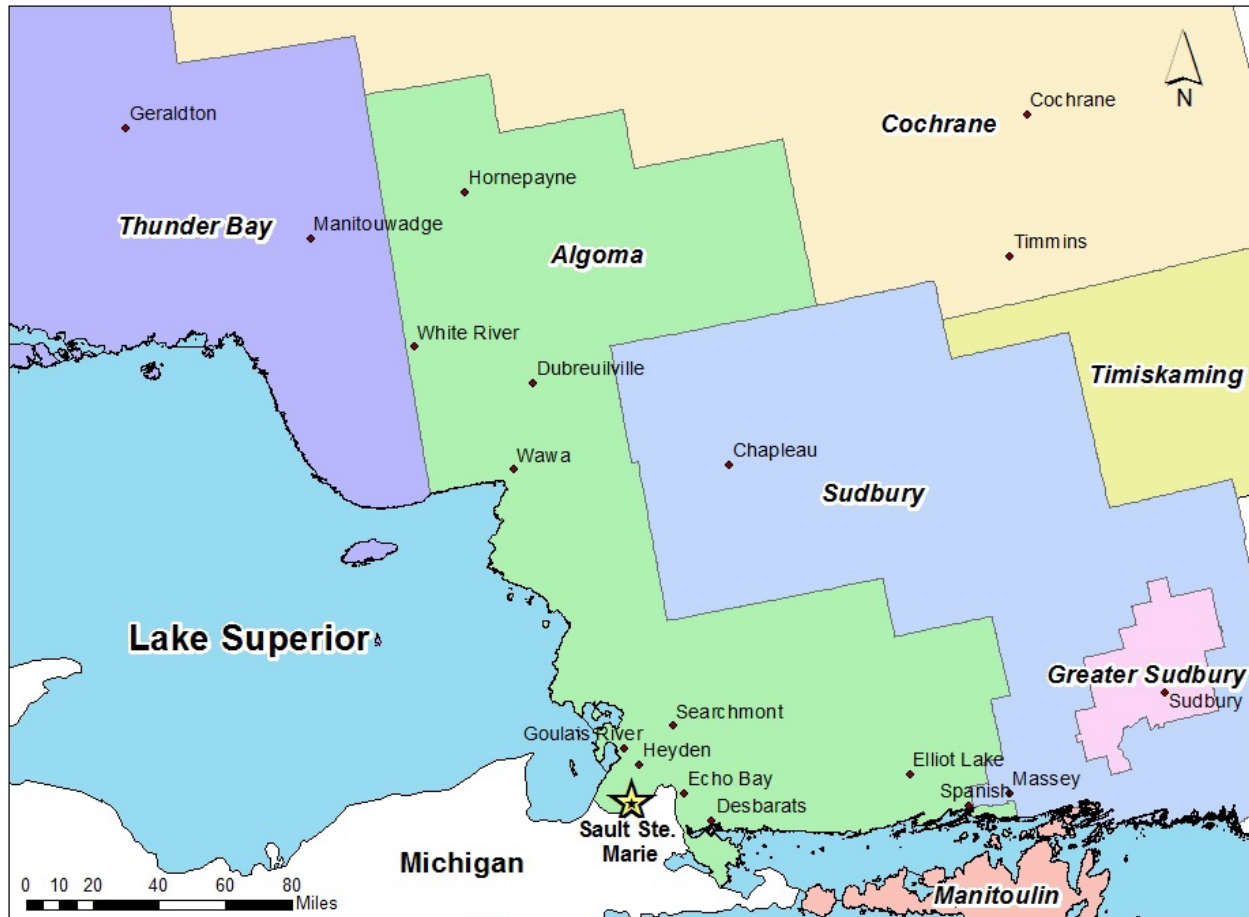 N
Geraldton
Cochrane
Cochrane
Hornepayne
Thunder Bay
Manitouwadge
Algoma
Timmins
White River
Dubreuilville
Timiskaming
Wawa
Chapleau
Sudbury
Lake Superior
Greater Sudbury
Sudbury
Searchmont
Goulais River
Heyden
Elliot Lake
Echo Bay
Massey
Spanish
Desbarats
Sault Ste.
Marie
Michigan
Manitoulin
0 10 20 40 60 80
Miles